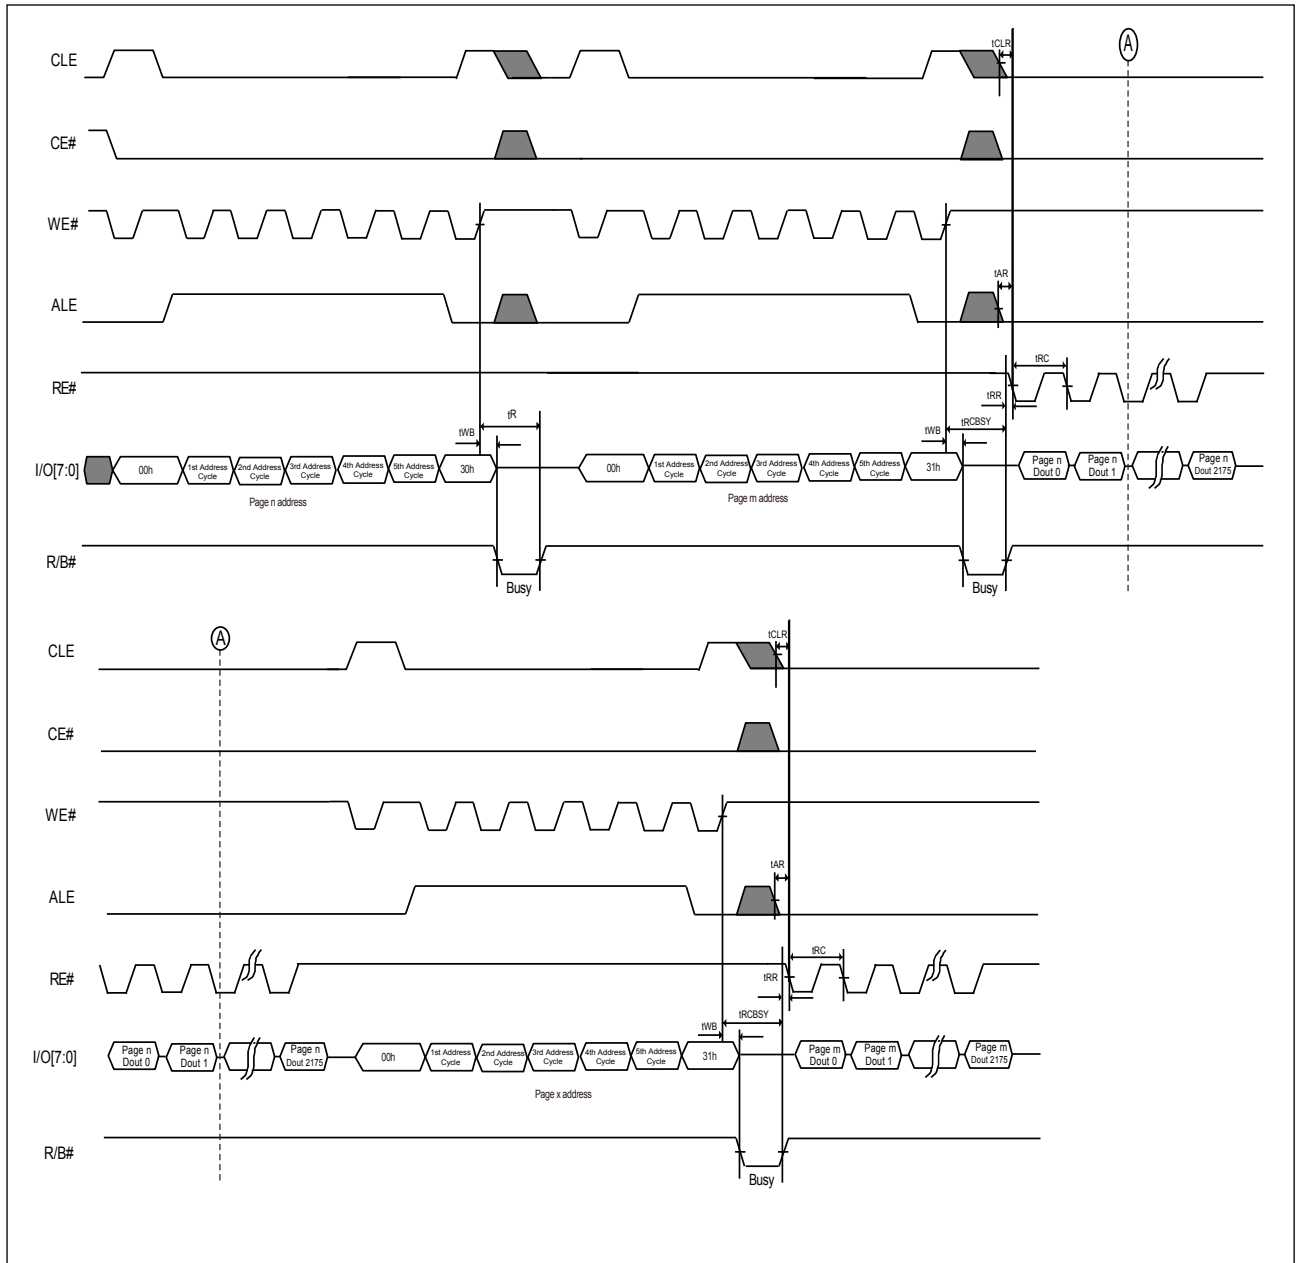 CLE
tCLR
A
CE#
WE#
ALE
tAR
RE#
tRC
tRR
tWB
tR
tWB
tRCBSY
I/O[7:0]
00h
1st Address Cycle
2nd Address Cycle
3rd Address Cycle
4th Address Cycle
5th Address Cycle
30h
00h
1st Address Cycle
2nd Address Cycle
3rd Address Cycle
4th Address Cycle
5th Address Cycle
31h
Page n Dout 0
Page n Dout 1
Page n Dout 2175
Page n address
Page m address
R/B#
Busy
Busy
A
CLE
tCLR
CE#
WE#
ALE
tAR
RE#
tRC
tRR
tWB
tRCBSY
I/O[7:0]
Page n Dout 0
Page n Dout 1
Page n Dout 2175
00h
1st Address Cycle
2nd Address Cycle
3rd Address Cycle
4th Address Cycle
5th Address Cycle
31h
Page m Dout 0
Page m Dout 1
Page m Dout 2175
Page x address
R/B#
Busy